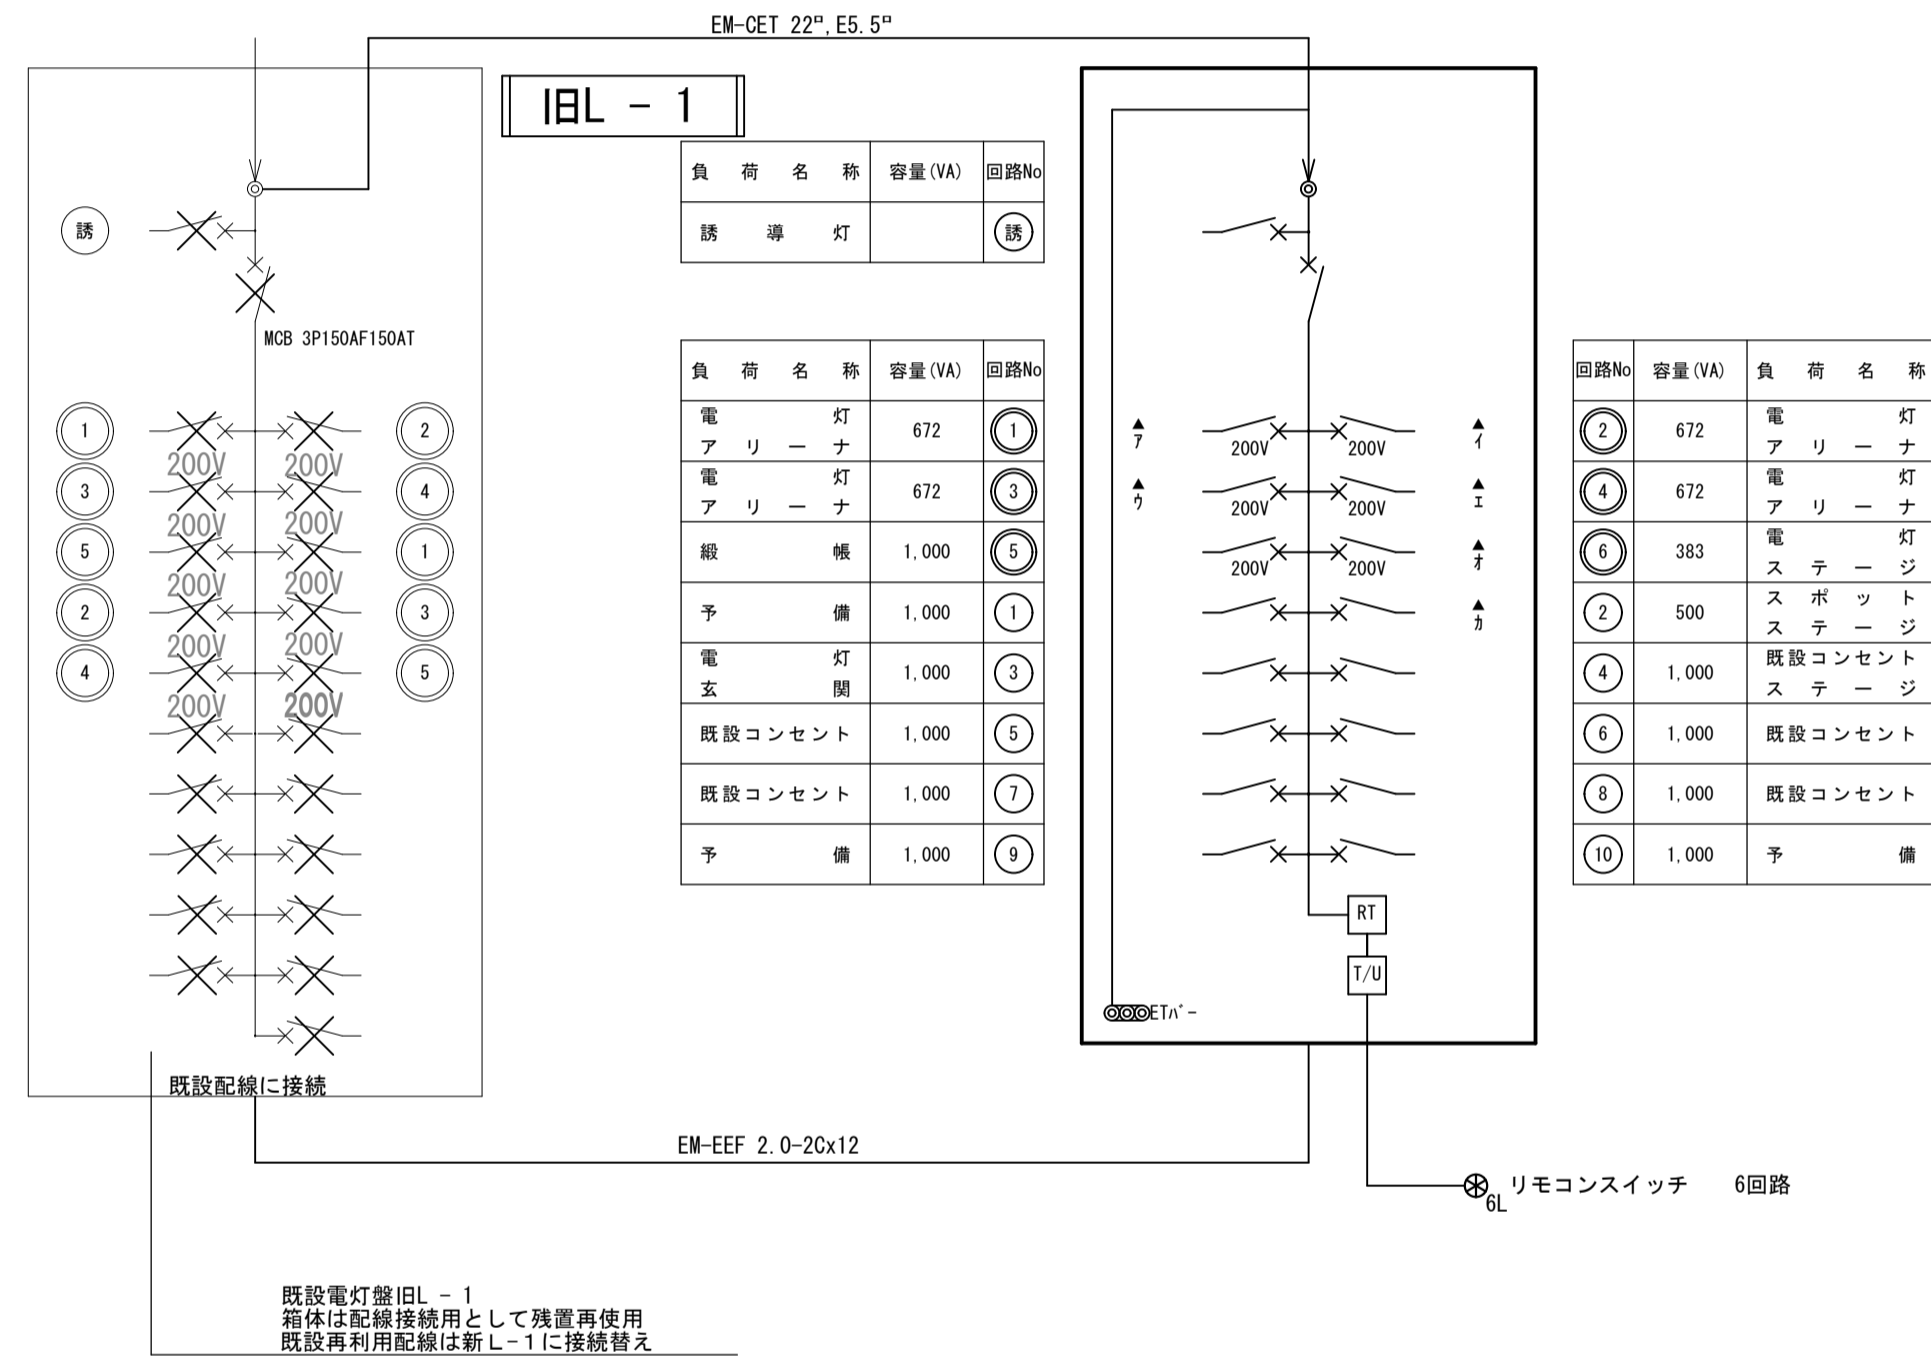 EM-CET 22°,E5.5°
旧L - 1
誘
MCB 3P150AF150AT
1 2
200V 200V
3 4
200V 200V
5 1
200V 200V
2 3
200V 200V
4 5
200V 200V
既設配線に接続
負荷名称 容量(VA) 回路No
誘導灯 誘
負荷名称 容量(VA) 回路No
電灯
アリーナ 672 1
電灯
アリーナ 672 3
緞帳 1,000 5
予備 1,000 1
電灯
玄関 1,000 3
既設コンセント 1,000 5
既設コンセント 1,000 7
予備 1,000 9
▲ア 200V 200V ▲イ
▲ウ 200V 200V ▲エ
200V 200V ▲オ
▲カ
RT
T/U
ETバー
回路No 容量(VA) 負荷名称
2 672 電灯
アリーナ
4 672 電灯
アリーナ
6 383 電灯
ステージ
2 500 スポット
ステージ
4 1,000 既設コンセント
ステージ
6 1,000 既設コンセント
8 1,000 既設コンセント
10 1,000 予備
EM-EEF 2.0-2Cx12
6L リモコンスイッチ 6回路
既設電灯盤旧L - 1
箱体は配線接続用として残置再使用
既設再利用配線は新L-1に接続替え